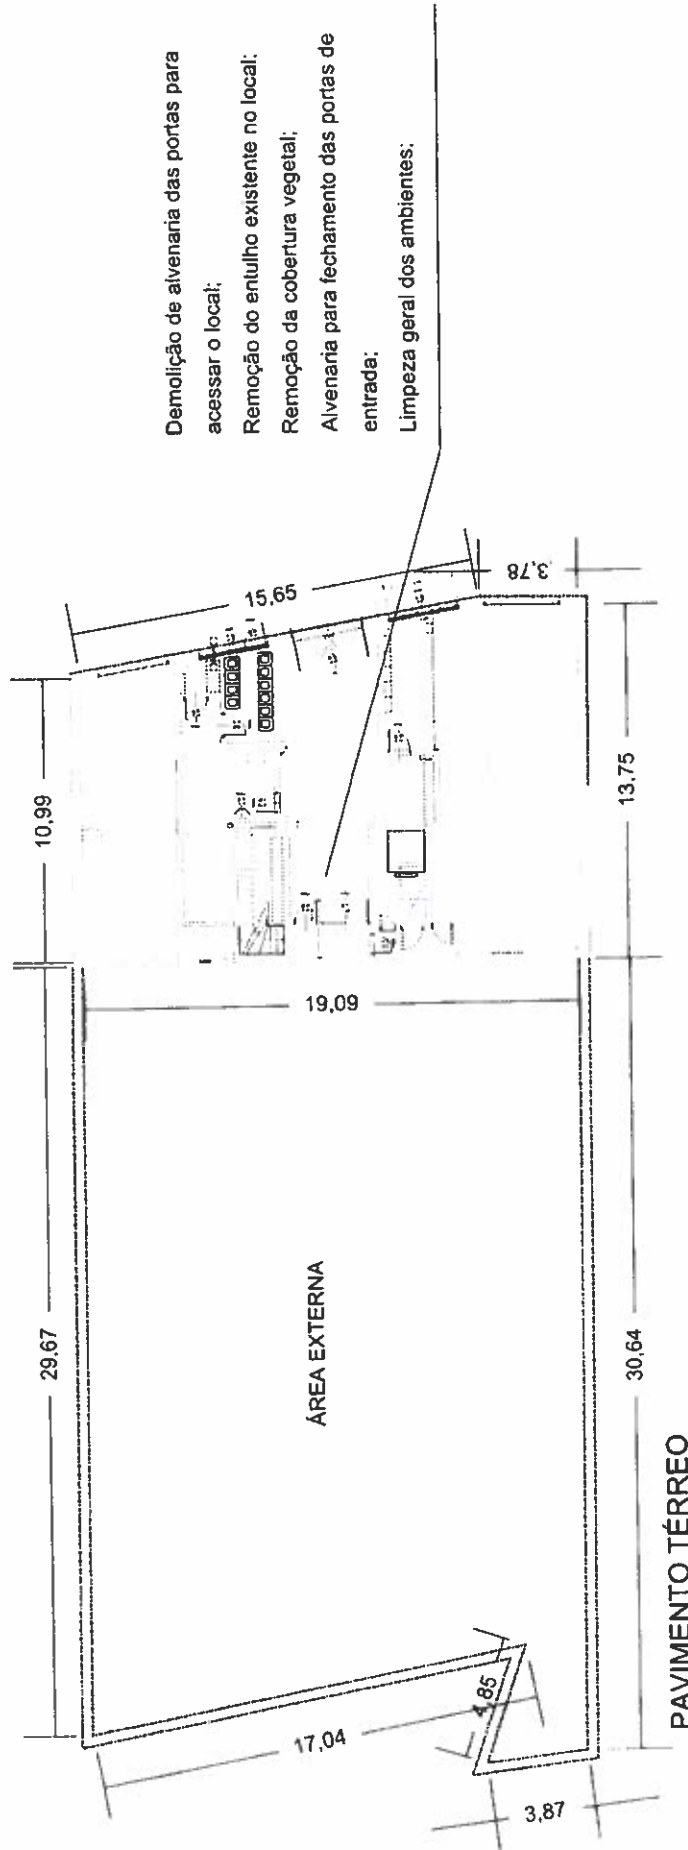 Demolição de alvenaria das portas para
acessar o local;
Remoção do entulho existente no local;
Remoção da cobertura vegetal;
Alvenaria para fechamento das portas de
entrada;
Limpeza geral dos ambientes;
15,65
3,78
10,99
13,75
19,09
29,67
ÁREA EXTERNA
30,64
17,04
4,85
3,87
PAVIMENTO TÉRREO